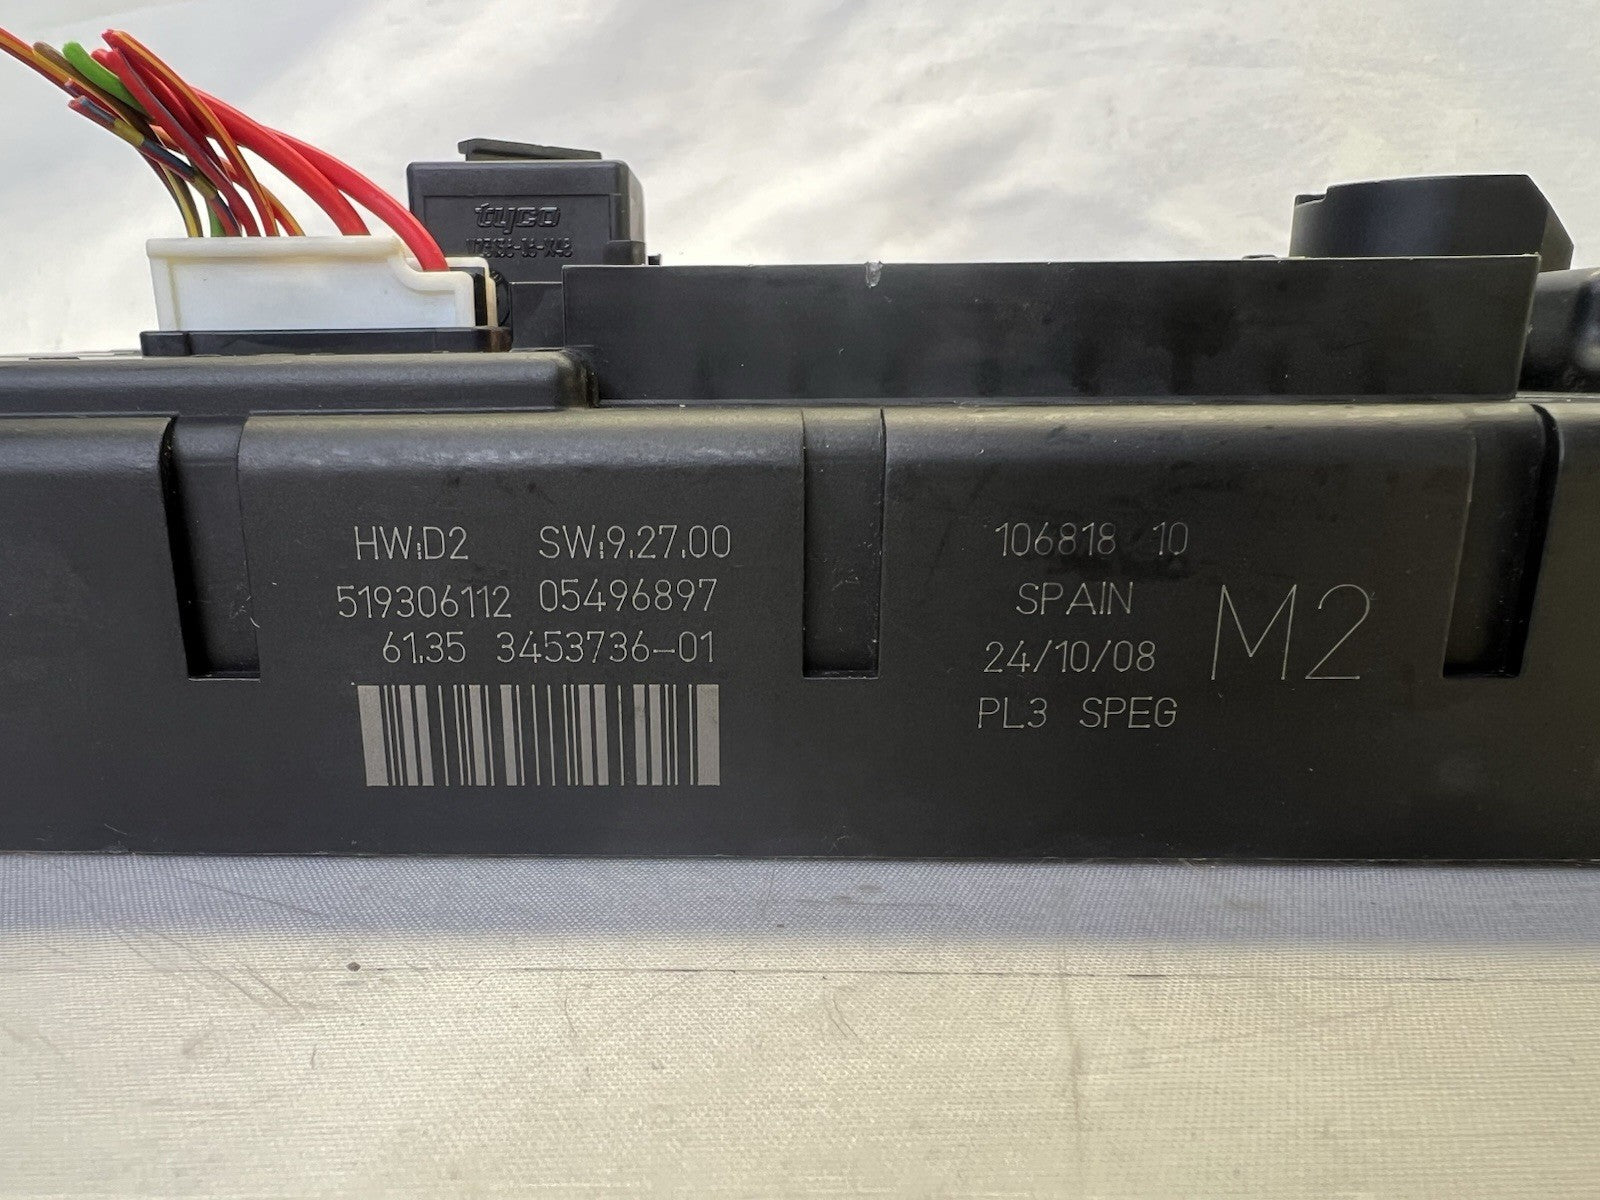 tyco
HW:D2 SW:9.27.00
519306112 05496897
61.35 3453736-01
106818 10
SPAIN
24/10/08
PL3 SPEG
M2